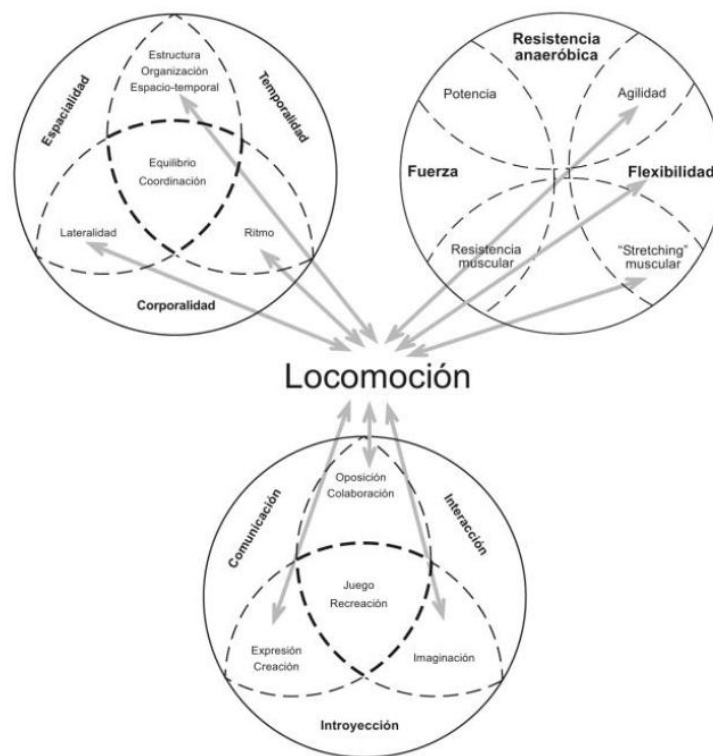 Estructura
Organización
Espacio-temporal
Espacialidad
Temporalidad
Equilibrio
Coordinación
Lateralidad
Ritmo
Corporalidad
Resistencia
anaeróbica
Potencia
Agilidad
Fuerza
Flexibilidad
Resistencia
muscular
“Stretching”
muscular
Locomoción
Oposición
Colaboración
Comunicación
Interacción
Juego
Recreación
Expresión
Creación
Imaginación
Introyección